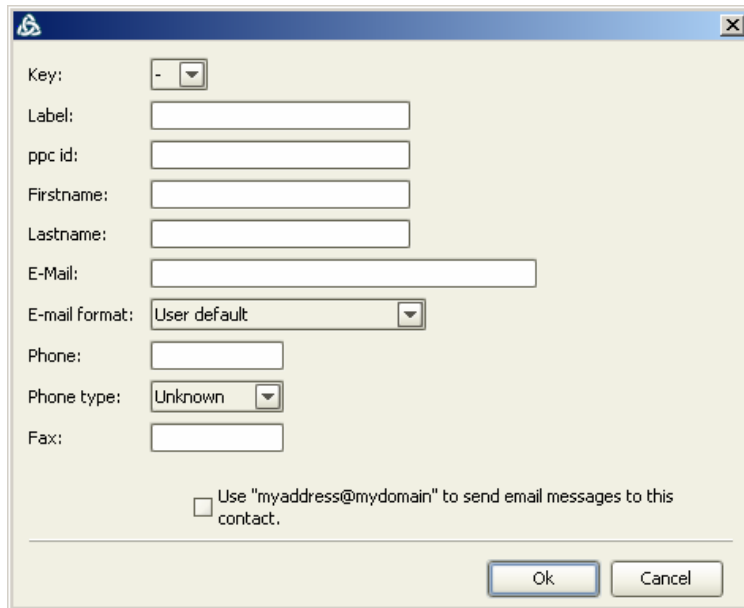 Key: -
Label:
ppc id:
Firstname:
Lastname:
E-Mail:
E-mail format: User default
Phone:
Phone type: Unknown
Fax:
Use "myaddress@mydomain" to send email messages to this
contact.
Ok Cancel